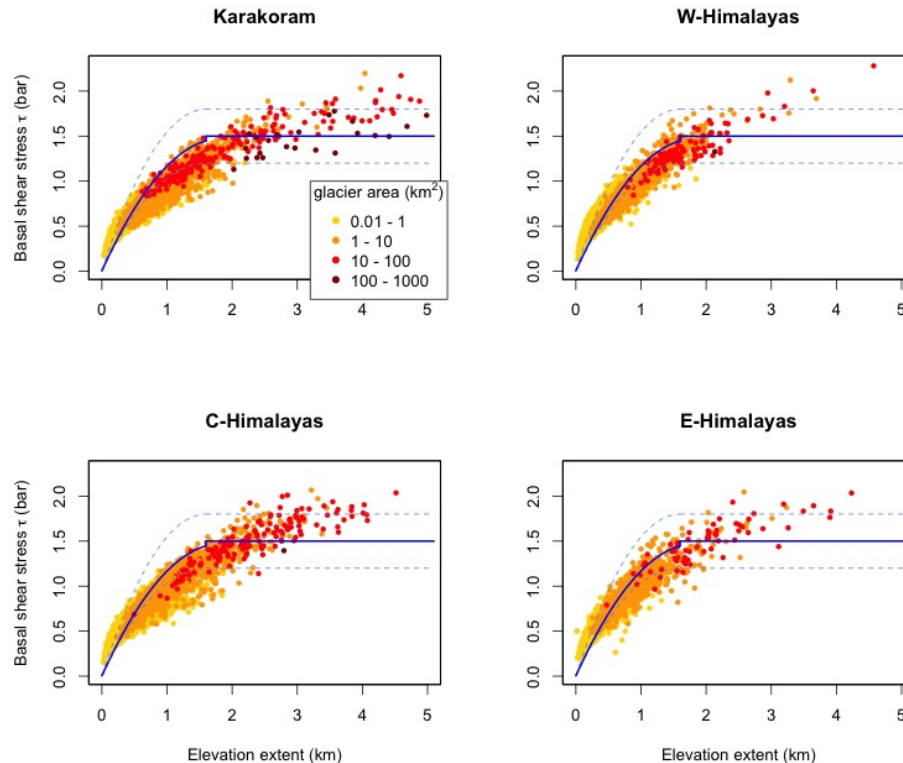 Karakoram
W-Himalayas
Basal shear stress τ (bar)
0.0 0.5 1.0 1.5 2.0
glacier area (km²)
0.01 - 1
1 - 10
10 - 100
100 - 1000
0 1 2 3 4 5
0.0 0.5 1.0 1.5 2.0
0 1 2 3 4 5
C-Himalayas
E-Himalayas
Basal shear stress τ (bar)
0.0 0.5 1.0 1.5 2.0
0 1 2 3 4 5
Elevation extent (km)
0.0 0.5 1.0 1.5 2.0
0 1 2 3 4 5
Elevation extent (km)